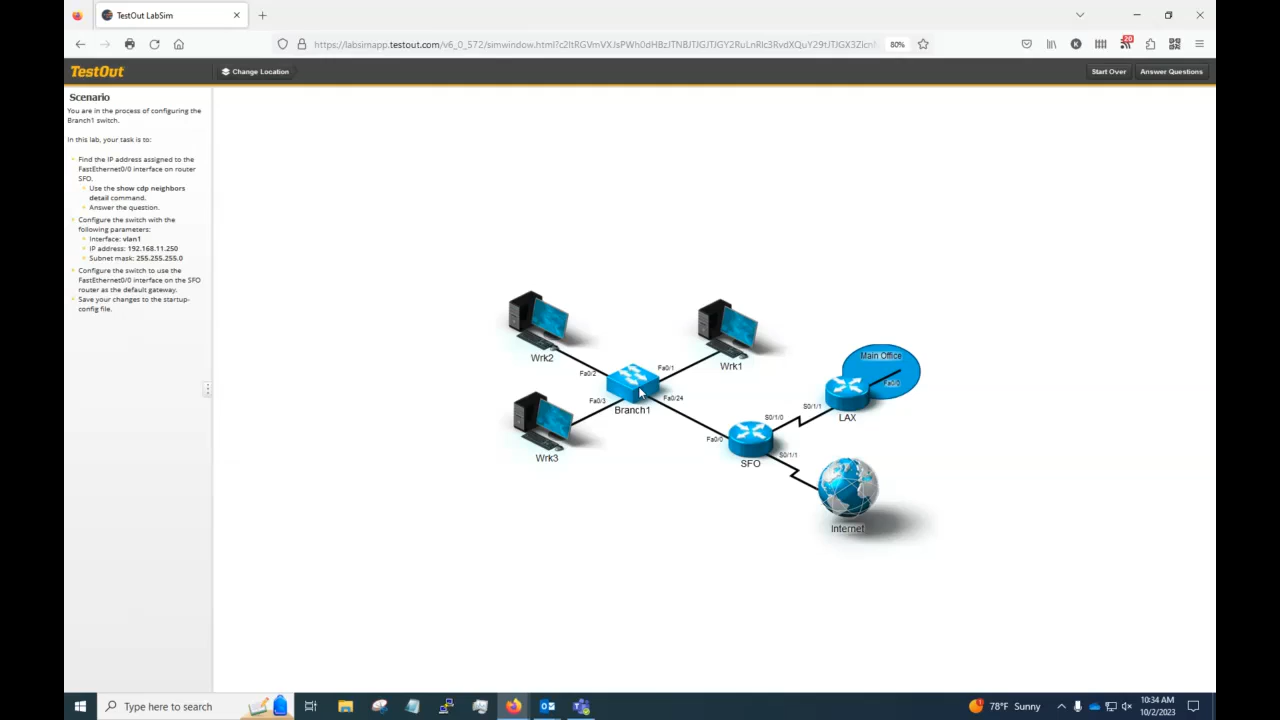 TestOut LabSim
https://labsimapp.testout.com/v6_0_572/simwindow.html?
80%
20
TestOut
Change Location
Start Over
Answer Questions
Scenario
You are in the process of configuring the
Branch1 switch.
In this lab, your task is to:
Find the IP address assigned to the
FastEthernet0/0 interface on router
SFO.
Use the show cdp neighbors
detail command.
Answer the question.
Configure the switch with the
following parameters:
Interface: vlan1
IP address: 192.168.11.250
Subnet mask: 255.255.255.0
Configure the switch to use the
FastEthernet0/0 interface on the SFO
router as the default gateway.
Save your changes to the startup-
config file.
Wrk2
Wrk1
Fa0/2
Fa0/1
Main Office
Fa0/3
Fa0/24
Branch1
S0/1/1
LAX
S0/1/0
Fa0/0
Wrk3
SFO
S0/1/1
Internet
Type here to search
78°F Sunny
10:34 AM
10/2/2023